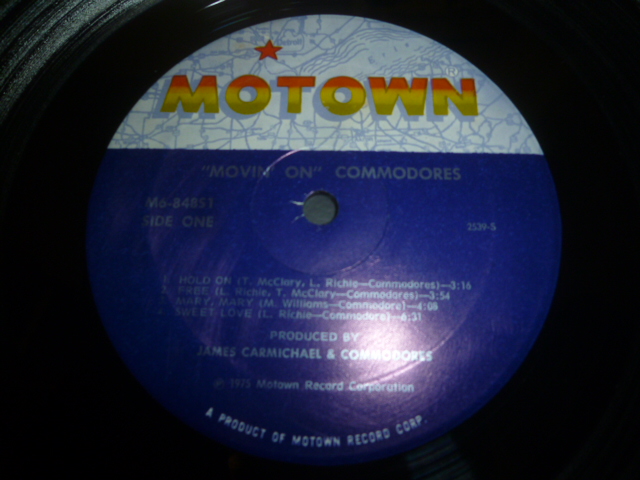 MOTOWN
"MOVIN' ON" COMMODORES
M6-848S1
SIDE ONE
2539-S
1. HOLD ON (T. McClary, L. Richie—Commodores)—3:16
2. FREE (L. Richie, T. McClary—Commodores)—3:54
3. MARY, MARY (M. Williams—Commodore)—4:08
4. SWEET LOVE (L. Richie—Commodores)—6:31
PRODUCED BY
JAMES CARMICHAEL & COMMODORES
℗ 1975 Motown Record Corporation
A PRODUCT OF MOTOWN RECORD CORP.